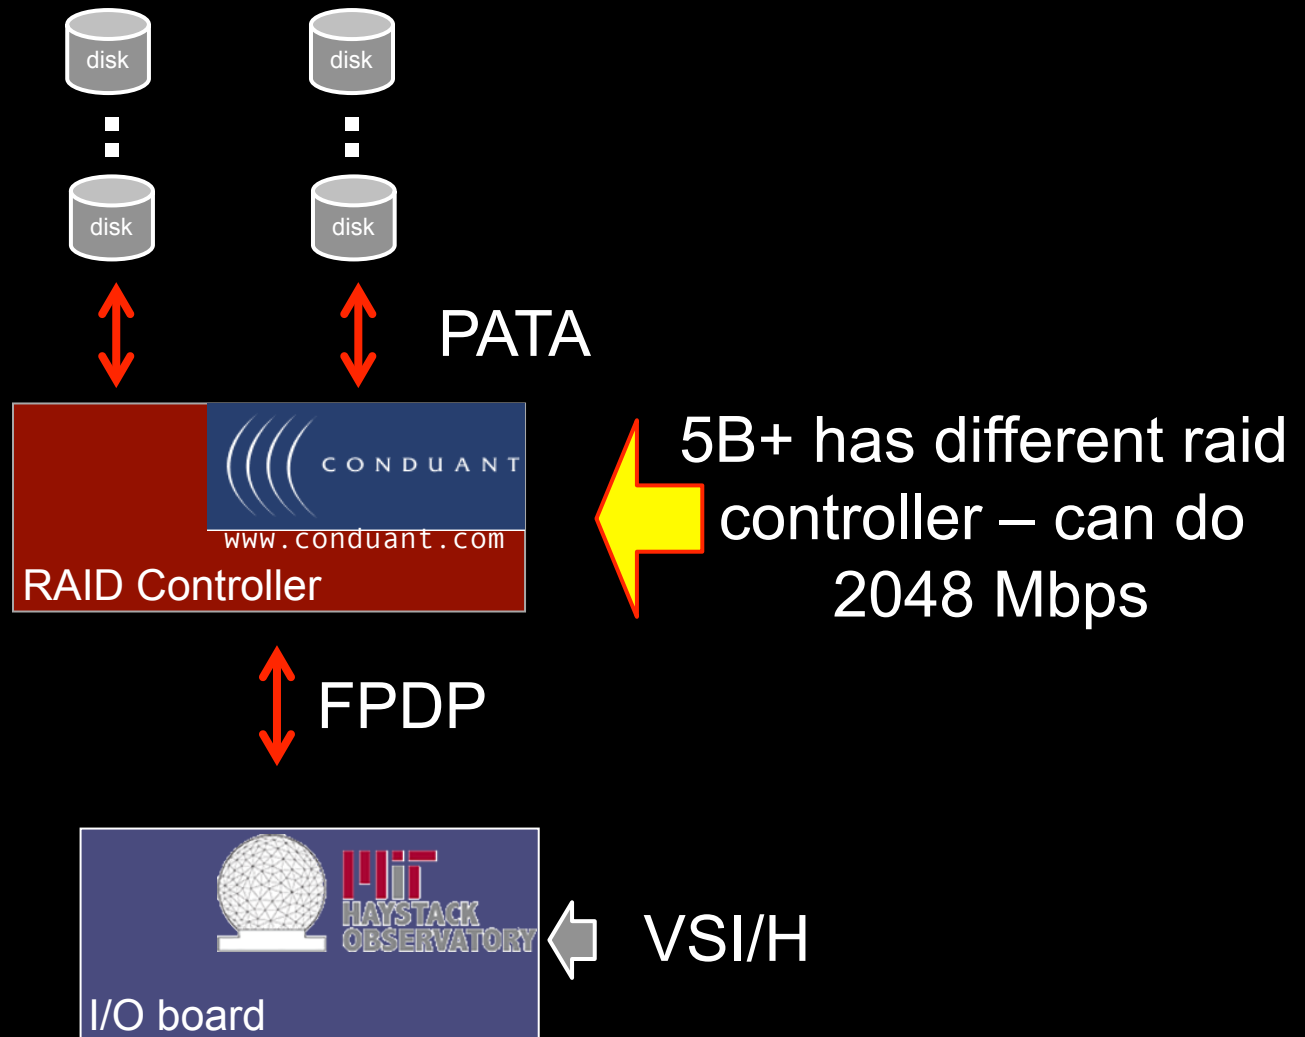 disk
disk
disk
disk
PATA
CONDUANT
www.conduant.com
RAID Controller
5B+ has different raid
controller – can do
2048 Mbps
FPDP
MIT
HAYSTACK
OBSERVATORY
VSI/H
I/O board